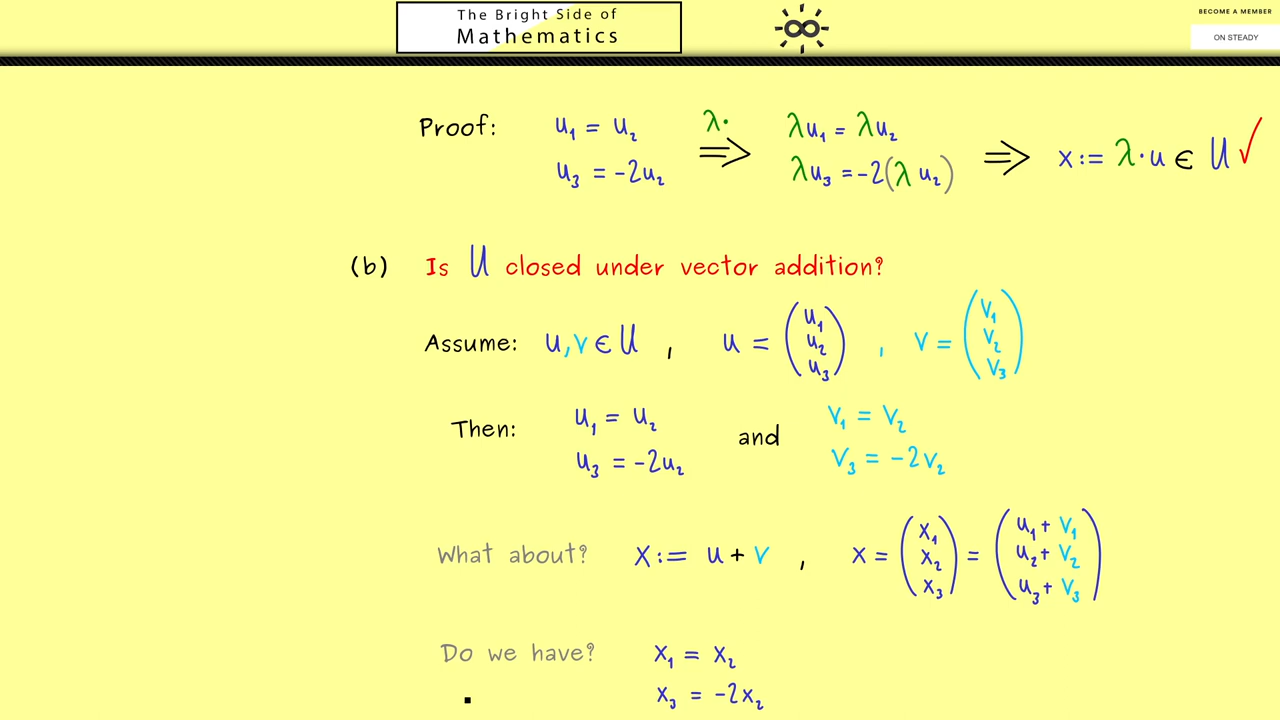 The Bright Side of
Mathematics
BECOME A MEMBER
ON STEADY
Proof: u₁ = u₂ λ· ⟹ λu₁ = λu₂ ⟹ x := λ·u ∈ U ✓
u₃ = -2u₂ λu₃ = -2(λu₂)
(b) Is U closed under vector addition?
Assume: u, v ∈ U , u = (u₁ u₂ u₃) , v = (v₁ v₂ v₃)
Then: u₁ = u₂ and v₁ = v₂
u₃ = -2u₂ v₃ = -2v₂
What about? x := u + v , x = (x₁ x₂ x₃) = (u₁ + v₁ u₂ + v₂ u₃ + v₃)
Do we have? x₁ = x₂
x₃ = -2x₂